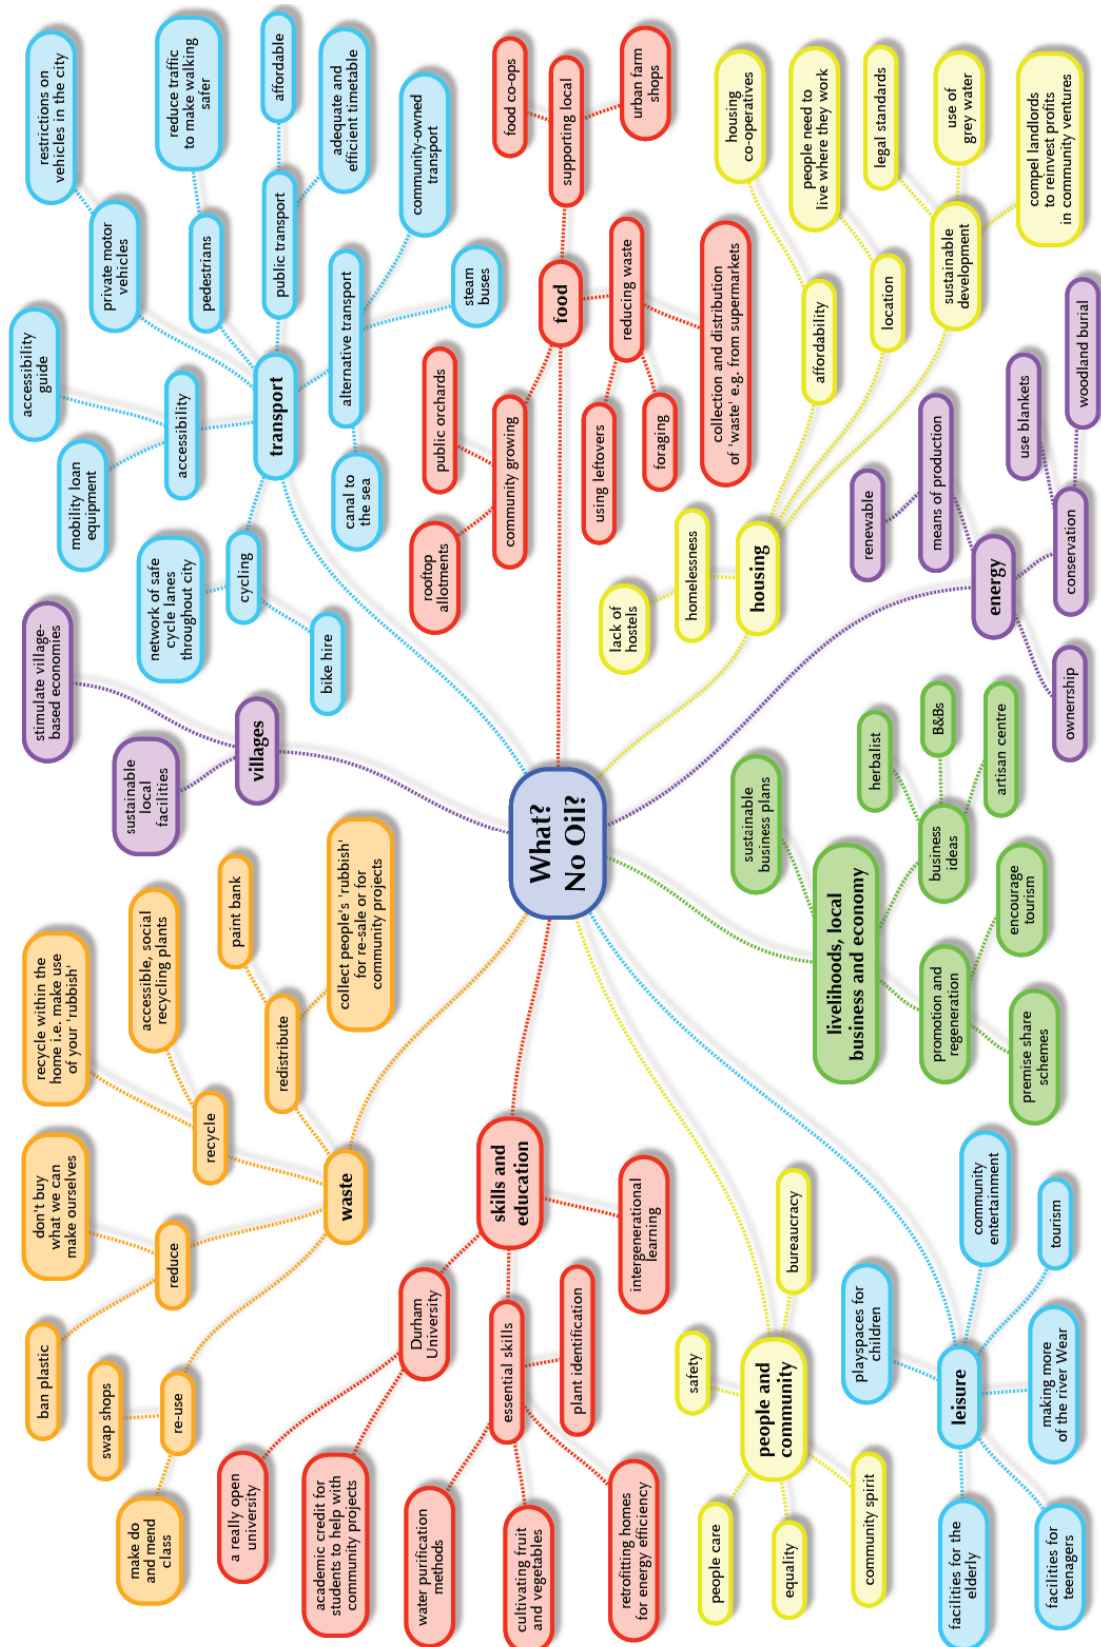 What?
No Oil?
villages
stimulate village-
based economies
sustainable
local
facilities
transport
cycling
network of safe
cycle lanes
throughout city
bike hire
accessibility
mobility loan
equipment
accessibility
guide
private motor
vehicles
restrictions on
vehicles in the city
pedestrians
reduce traffic
to make walking
safer
public transport
affordable
adequate and
efficient timetable
alternative transport
community-owned
transport
steam
buses
canal to
the sea
food
supporting local
food co-ops
urban farm
shops
community growing
public orchards
rooftop
allotments
reducing waste
using leftovers
foraging
collection and distribution
of 'waste' e.g. from supermarkets
housing
homelessness
lack of
hostels
affordability
housing
co-operatives
location
people need to
live where they work
sustainable
development
legal standards
use of
grey water
compel landlords
to reinvest profits
in community ventures
energy
means of production
renewable
conservation
use blankets
woodland burial
ownerrship
livelihoods, local
business and economy
sustainable
business plans
business
ideas
herbalist
B&Bs
artisan centre
promotion and
regeneration
encourage
tourism
premise share
schemes
leisure
playspaces for
children
community
entertainment
tourism
making more
of the river Wear
facilities for
teenagers
facilities for the
elderly
people and
community
safety
bureaucracy
people care
equality
community spirit
skills and
education
Durham
University
a really open
university
academic credit for
students to help with
community projects
essential skills
water purification
methods
cultivating fruit
and vegetables
retrofitting homes
for energy efficiency
plant identification
intergenerational
learning
waste
redistribute
paint bank
collect people's 'rubbish'
for re-sale or for
community projects
recycle
accessible, social
recycling plants
recycle within the
home i.e. make use
of your 'rubbish'
reduce
don't buy
what we can
make ourselves
ban plastic
re-use
swap shops
make do
and mend
class